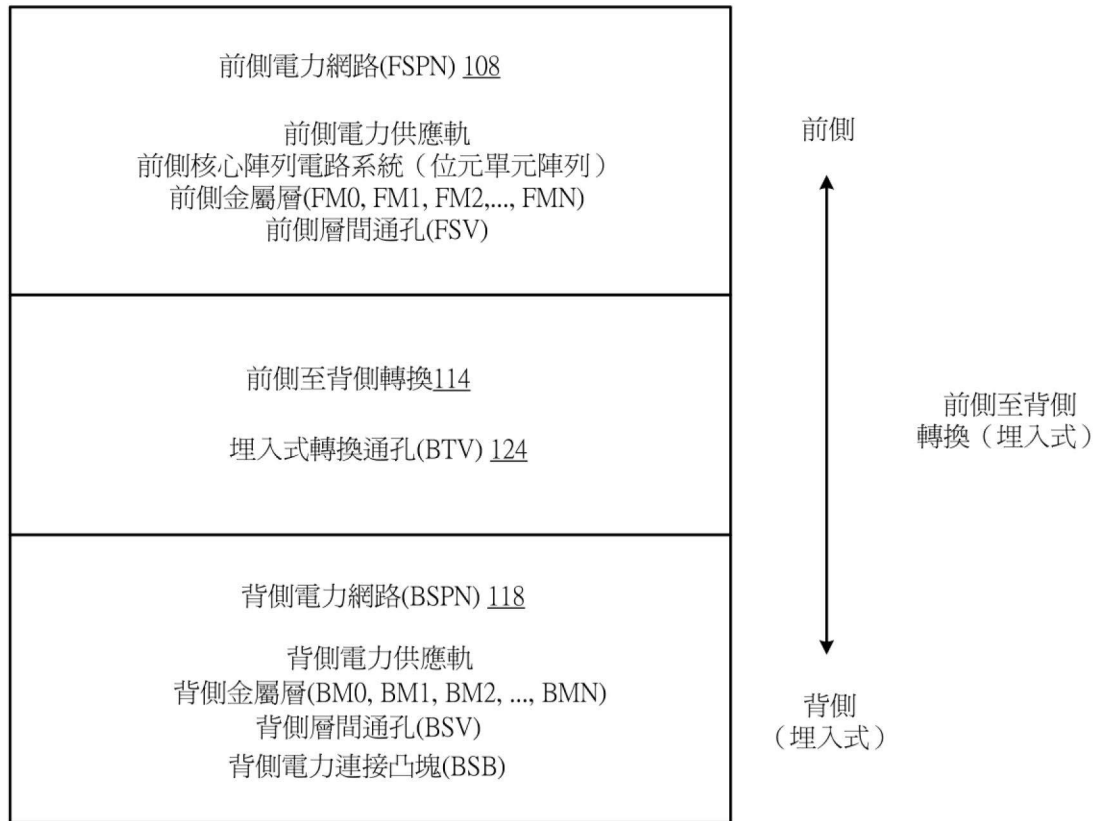 前側電力網路(FSPN) 108
前側電力供應軌
前側核心陣列電路系統（位元單元陣列）
前側金屬層(FM0, FM1, FM2,..., FMN)
前側層間通孔(FSV)
前側至背側轉換114
埋入式轉換通孔(BTV) 124
背側電力網路(BSPN) 118
背側電力供應軌
背側金屬層(BM0, BM1, BM2, ..., BMN)
背側層間通孔(BSV)
背側電力連接凸塊(BSB)
前側
前側至背側
轉換（埋入式）
背側
（埋入式）